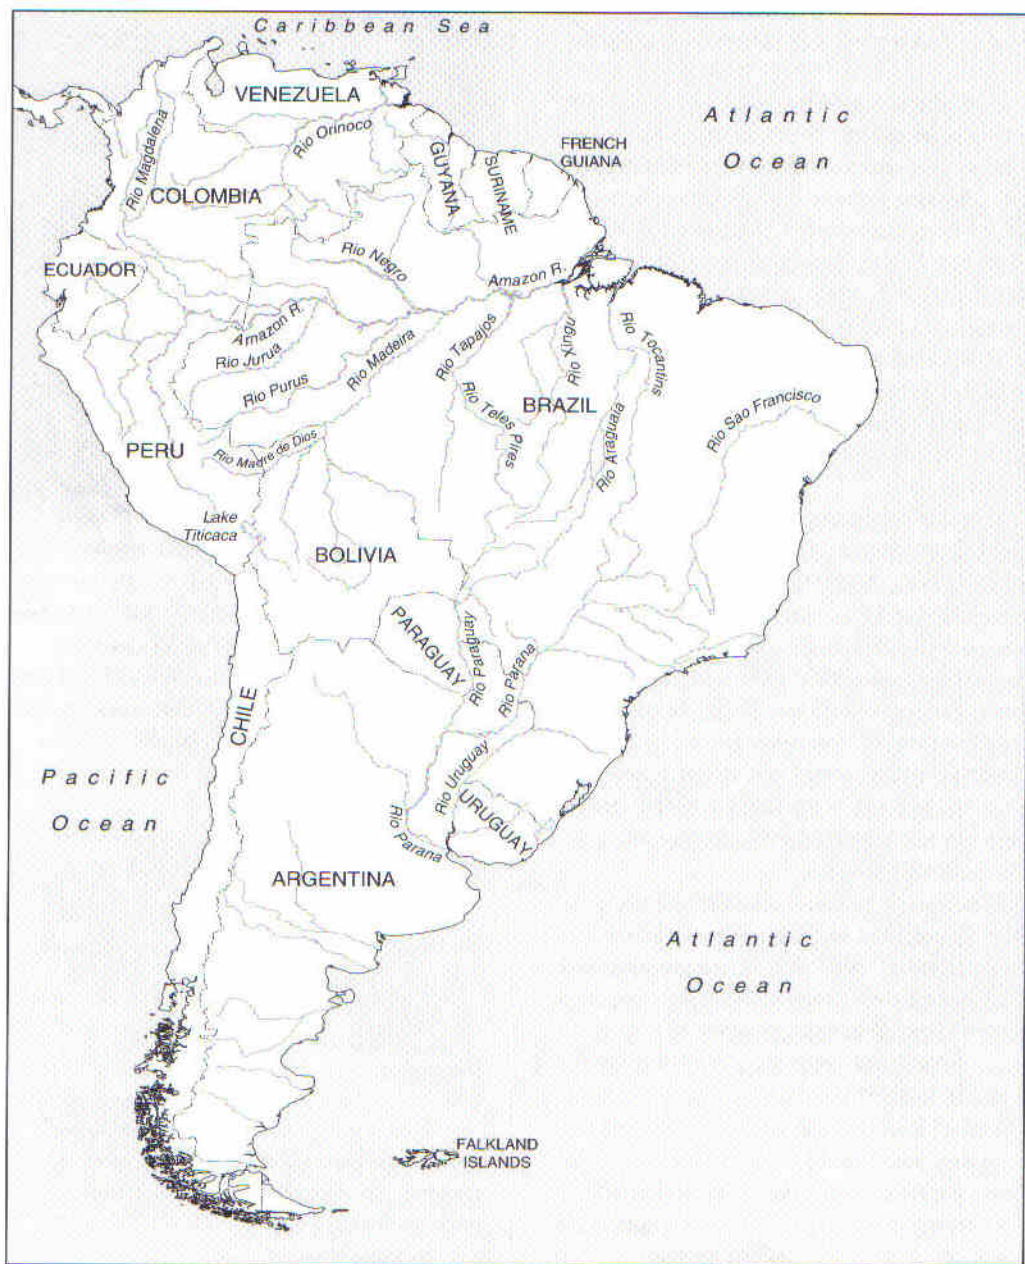 Caribbean Sea
VENEZUELA
Atlantic
Ocean
Rio Orinoco
Rio Magdalena
FRENCH
GUIANA
GUYANA
SURINAME
COLOMBIA
Rio Negro
ECUADOR
Amazon R.
Amazon R.
Rio Jurua
Rio Purus
Rio Madeira
Rio Tapajos
Rio Xingu
Rio Tocantins
Rio Teles Pires
BRAZIL
Rio Araguaia
Rio Sao Francisco
PERU
Rio Madre de Dios
Lake
Titicaca
BOLIVIA
PARAGUAY
Rio Paraguay
Rio Parana
CHILE
Pacific
Ocean
Rio Uruguay
URUGUAY
Rio Parana
ARGENTINA
Atlantic
Ocean
FALKLAND
ISLANDS